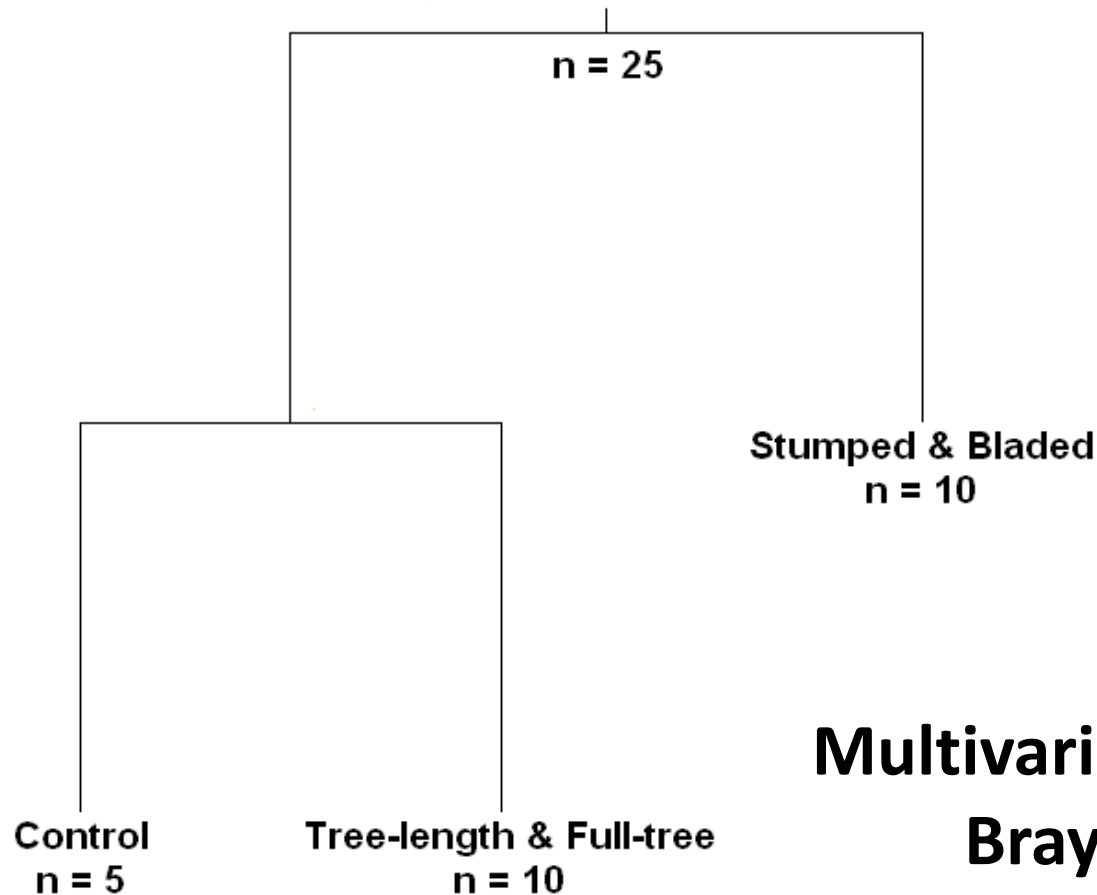 n = 25
Stumped & Bladed
n = 10
Control
n = 5
Tree-length & Full-tree
n = 10
Multivari
Bray